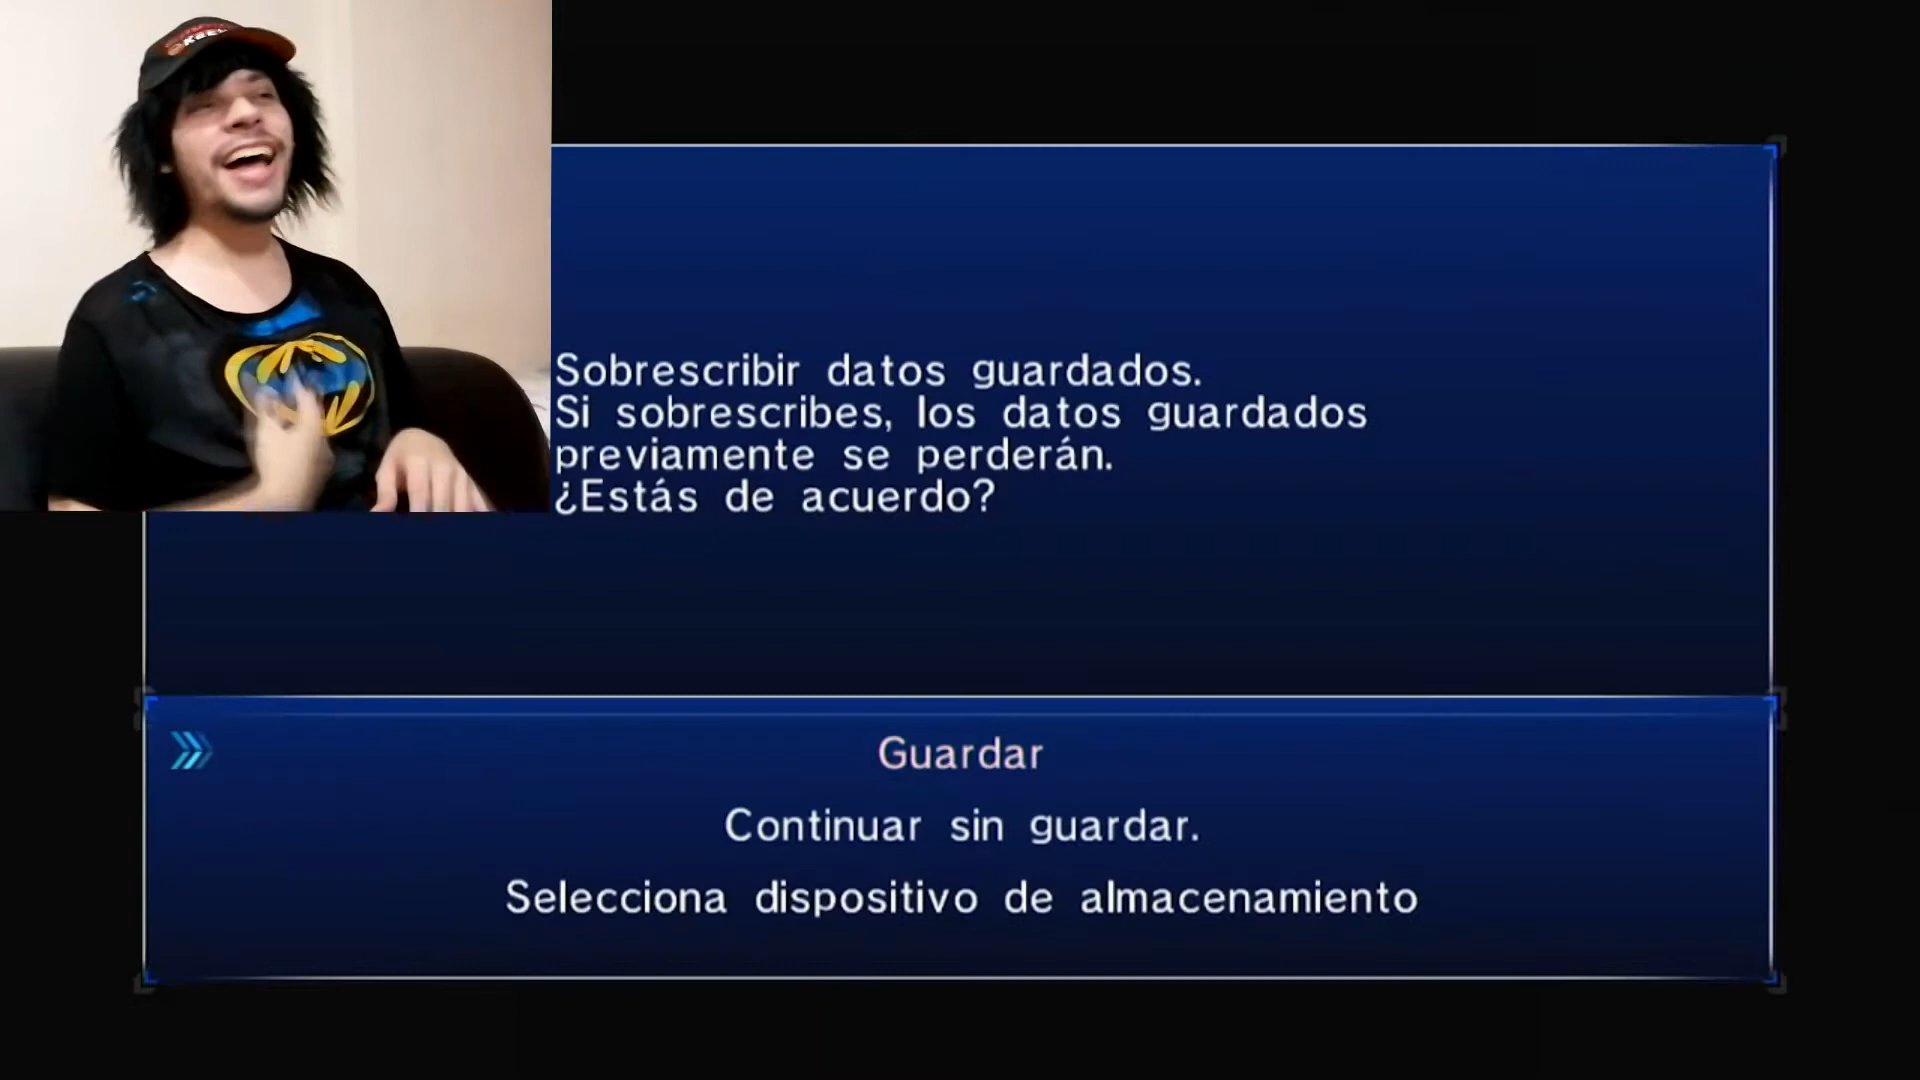 Sobrescribir datos guardados.
Si sobrescribes, los datos guardados
previamente se perderán.
¿Estás de acuerdo?
Guardar
Continuar sin guardar.
Selecciona dispositivo de almacenamiento